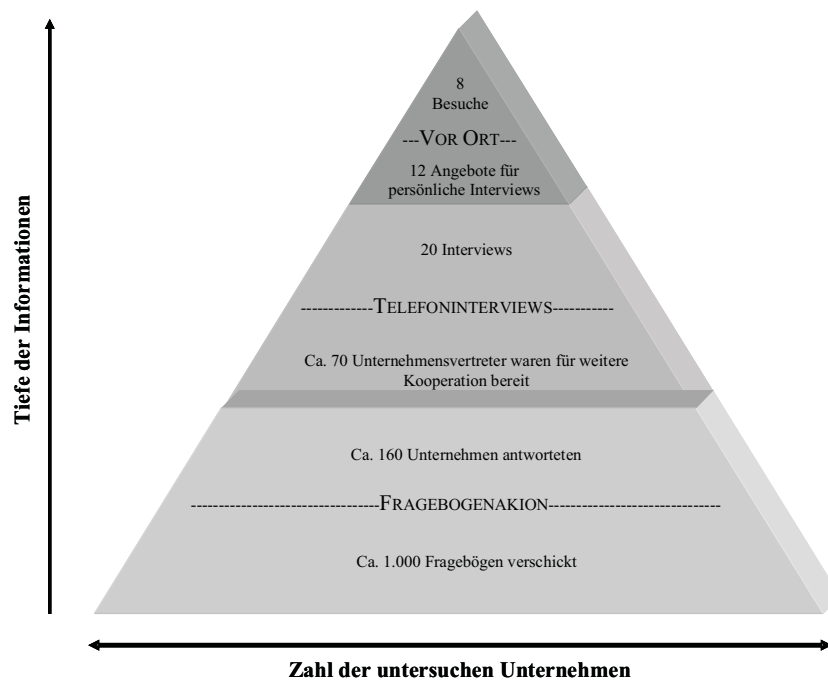 8
Besuche
---VOR ORT---
12 Angebote für
persönliche Interviews
20 Interviews
-------------TELEFONINTERVIEWS-----------
Ca. 70 Unternehmensvertreter waren für weitere
Kooperation bereit
Ca. 160 Unternehmen antworteten
----------------------------------FRAGEBOGENAKION-------------------------------
Ca. 1.000 Fragebögen verschickt
Tiefe der Informationen
Zahl der untersuchen Unternehmen